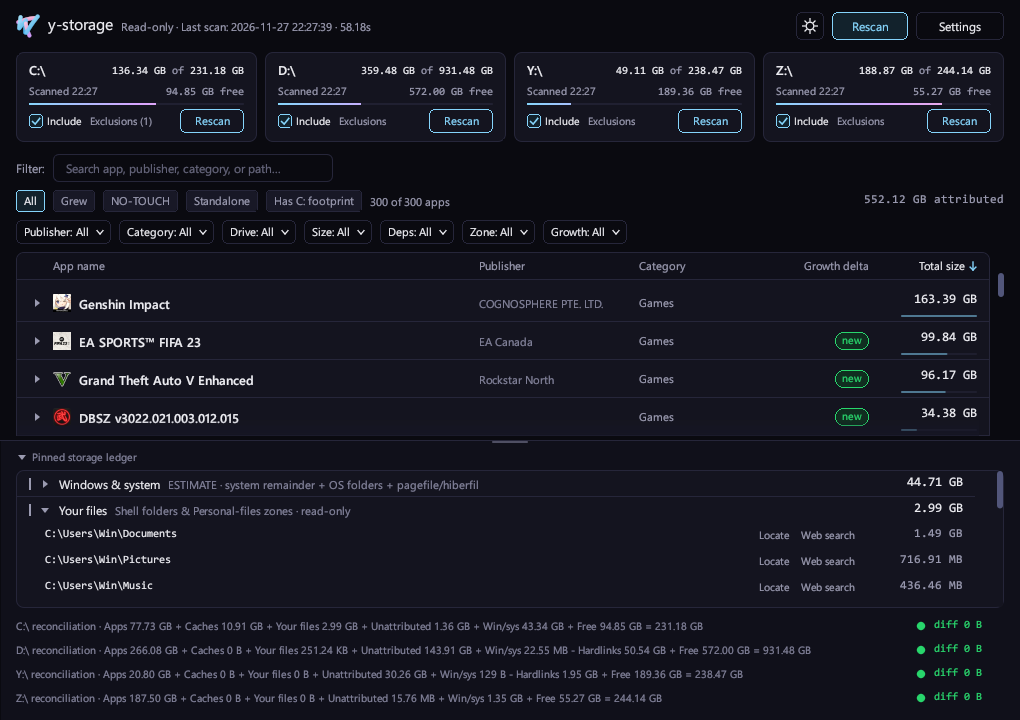 y-storage Read-only · Last scan: 2026-11-27 22:27:39 · 58.18s Rescan Settings
C:\ 136.34 GB of 231.18 GB
Scanned 22:27 94.85 GB free
Include Exclusions (1) Rescan
D:\ 359.48 GB of 931.48 GB
Scanned 22:27 572.00 GB free
Include Exclusions Rescan
Y:\ 49.11 GB of 238.47 GB
Scanned 22:27 189.36 GB free
Include Exclusions Rescan
Z:\ 188.87 GB of 244.14 GB
Scanned 22:27 55.27 GB free
Include Exclusions Rescan
Filter: Search app, publisher, category, or path...
All Grew NO-TOUCH Standalone Has C: footprint 300 of 300 apps 552.12 GB attributed
Publisher: All Category: All Drive: All Size: All Deps: All Zone: All Growth: All
App name Publisher Category Growth delta Total size ↓
Genshin Impact COGNOSPHERE PTE. LTD. Games 163.39 GB
EA SPORTS™ FIFA 23 EA Canada Games new 99.84 GB
Grand Theft Auto V Enhanced Rockstar North Games new 96.17 GB
DBSZ v3022.021.003.012.015 Games new 34.38 GB
Pinned storage ledger
Windows & system ESTIMATE · system remainder + OS folders + pagefile/hiberfil 44.71 GB
Your files Shell folders & Personal-files zones · read-only 2.99 GB
C:\Users\Win\Documents Locate Web search 1.49 GB
C:\Users\Win\Pictures Locate Web search 716.91 MB
C:\Users\Win\Music Locate Web search 436.46 MB
C:\ reconciliation · Apps 77.73 GB + Caches 10.91 GB + Your files 2.99 GB + Unattributed 1.36 GB + Win/sys 43.34 GB + Free 94.85 GB = 231.18 GB diff 0 B
D:\ reconciliation · Apps 266.08 GB + Caches 0 B + Your files 251.24 KB + Unattributed 143.91 GB + Win/sys 22.55 MB - Hardlinks 50.54 GB + Free 572.00 GB = 931.48 GB diff 0 B
Y:\ reconciliation · Apps 20.80 GB + Caches 0 B + Your files 0 B + Unattributed 30.26 GB + Win/sys 129 B - Hardlinks 1.95 GB + Free 189.36 GB = 238.47 GB diff 0 B
Z:\ reconciliation · Apps 187.50 GB + Caches 0 B + Your files 0 B + Unattributed 15.76 MB + Win/sys 1.35 GB + Free 55.27 GB = 244.14 GB diff 0 B